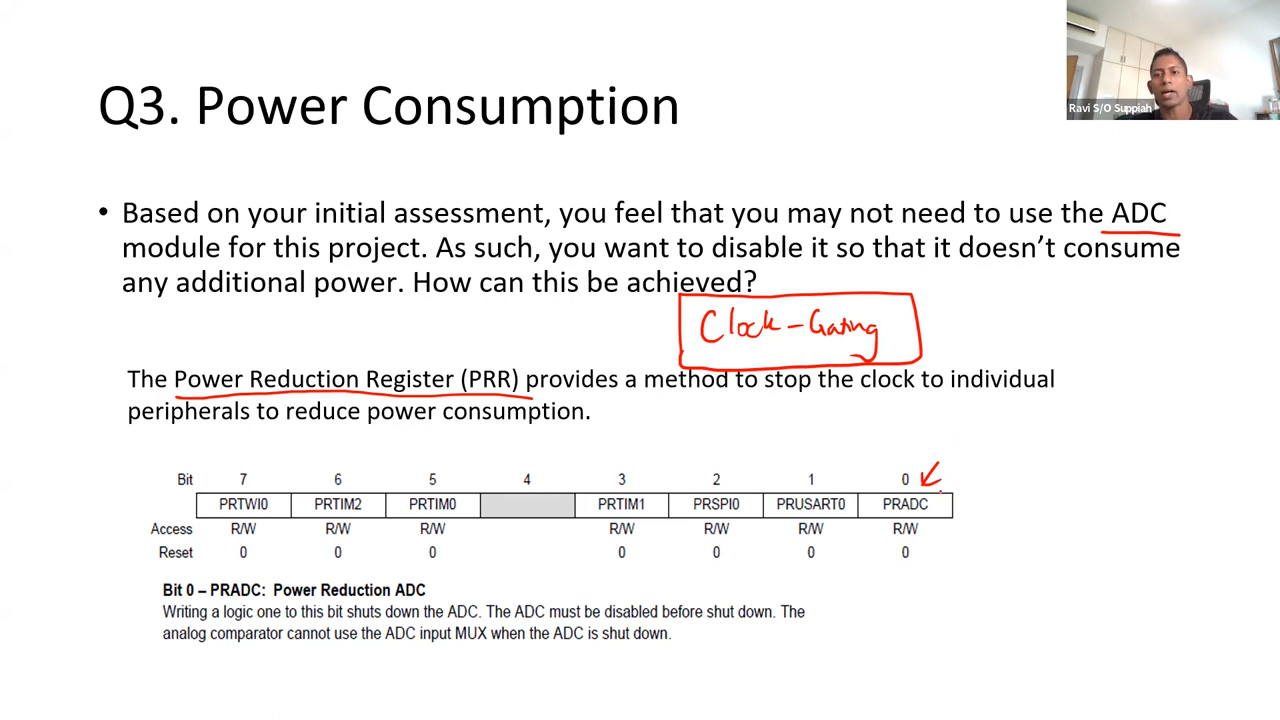 Ravi S/O Suppiah
Q3. Power Consumption
• Based on your initial assessment, you feel that you may not need to use the ADC
module for this project. As such, you want to disable it so that it doesn’t consume
any additional power. How can this be achieved?
Clock-Gating
The Power Reduction Register (PRR) provides a method to stop the clock to individual
peripherals to reduce power consumption.
Bit 7 6 5 4 3 2 1 0
PRTWI0 PRTIM2 PRTIM0 PRTIM1 PRSPI0 PRUSART0 PRADC
Access R/W R/W R/W R/W R/W R/W R/W
Reset 0 0 0 0 0 0 0
Bit 0 – PRADC: Power Reduction ADC
Writing a logic one to this bit shuts down the ADC. The ADC must be disabled before shut down. The
analog comparator cannot use the ADC input MUX when the ADC is shut down.